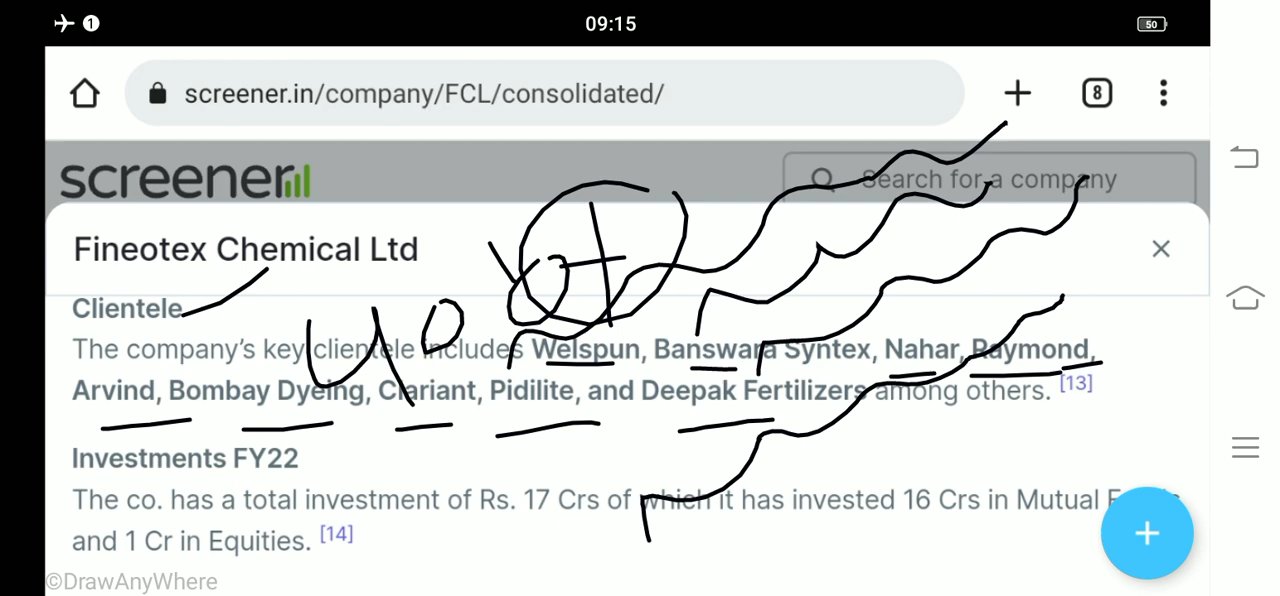 1 09:15 50
screener.in/company/FCL/consolidated/ 8
screener Search for a company
Fineotex Chemical Ltd
Clientele
The company's key clientele includes Welspun, Banswara Syntex, Nahar, Raymond,
Arvind, Bombay Dyeing, Clariant, Pidilite, and Deepak Fertilizers among others. [13]
40
Investments FY22
The co. has a total investment of Rs. 17 Crs of which it has invested 16 Crs in Mutual
and 1 Cr in Equities. [14]
©DrawAnyWhere